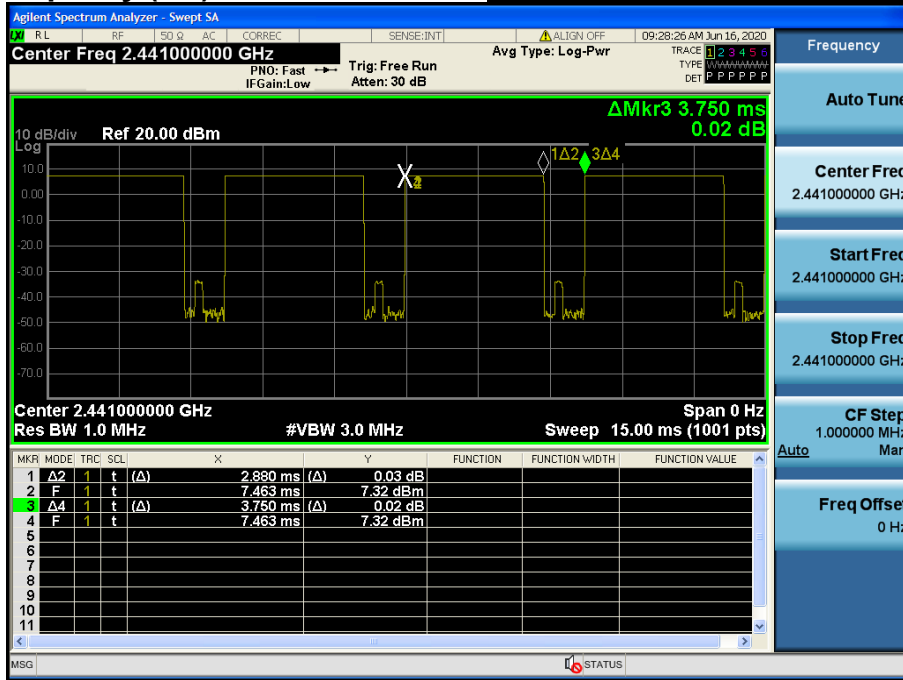 Agilent Spectrum Analyzer - Swept SA
LXI RL RF 50 Ω AC CORREC SENSE:INT ALIGN OFF 09:28:26 AM Jun 16, 2020
Center Freq 2.441000000 GHz
Avg Type: Log-Pwr
TRACE 1 2 3 4 5 6
TYPE WWWWWW
DET P P P P P P
PNO: Fast
IFGain:Low
Trig: Free Run
Atten: 30 dB
ΔMkr3 3.750 ms
0.02 dB
10 dB/div Ref 20.00 dBm
Log
10.0
0.00
-10.0
-20.0
-30.0
-40.0
-50.0
-60.0
-70.0
1Δ2 3Δ4
Center 2.441000000 GHz Span 0 Hz
Res BW 1.0 MHz #VBW 3.0 MHz Sweep 15.00 ms (1001 pts)
MKR MODE TRC SCL X Y FUNCTION FUNCTION WIDTH FUNCTION VALUE
1 Δ2 1 t (Δ) 2.880 ms (Δ) 0.03 dB
2 F 1 t 7.463 ms 7.32 dBm
3 Δ4 1 t (Δ) 3.750 ms (Δ) 0.02 dB
4 F 1 t 7.463 ms 7.32 dBm
5
6
7
8
9
10
11
MSG STATUS
Frequency
Auto Tune
Center Freq
2.441000000 GHz
Start Freq
2.441000000 GHz
Stop Freq
2.441000000 GHz
CF Step
1.000000 MHz
Auto Man
Freq Offset
0 Hz